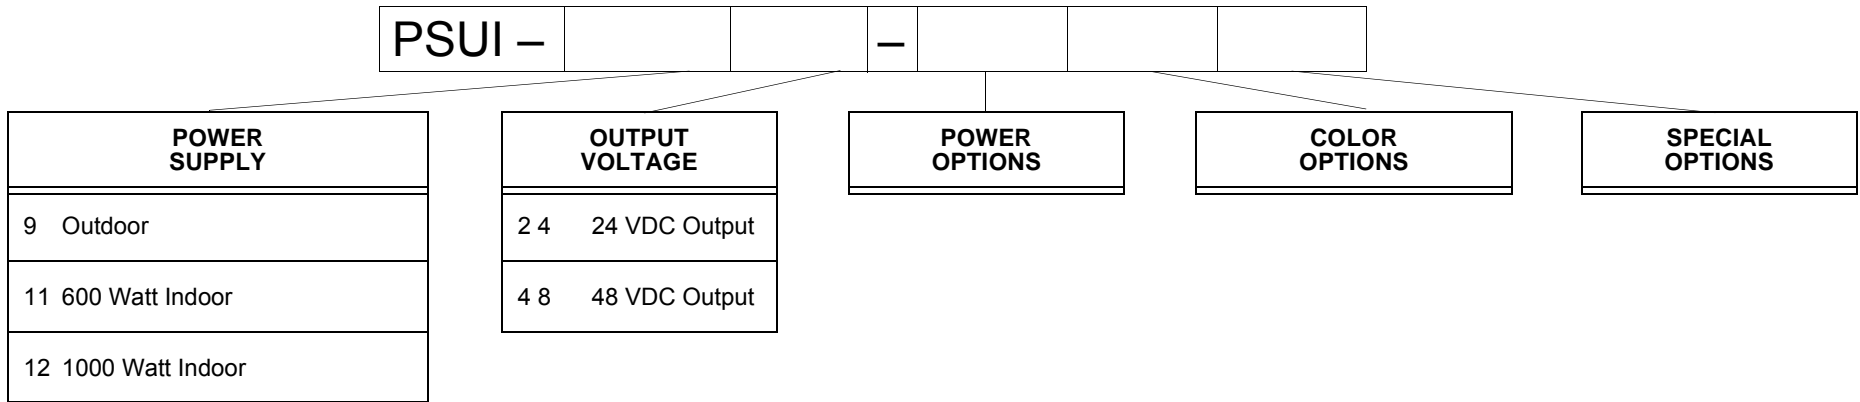 PSUI – –
POWER SUPPLY
9 Outdoor
11 600 Watt Indoor
12 1000 Watt Indoor
OUTPUT VOLTAGE
2 4 24 VDC Output
4 8 48 VDC Output
POWER OPTIONS
COLOR OPTIONS
SPECIAL OPTIONS